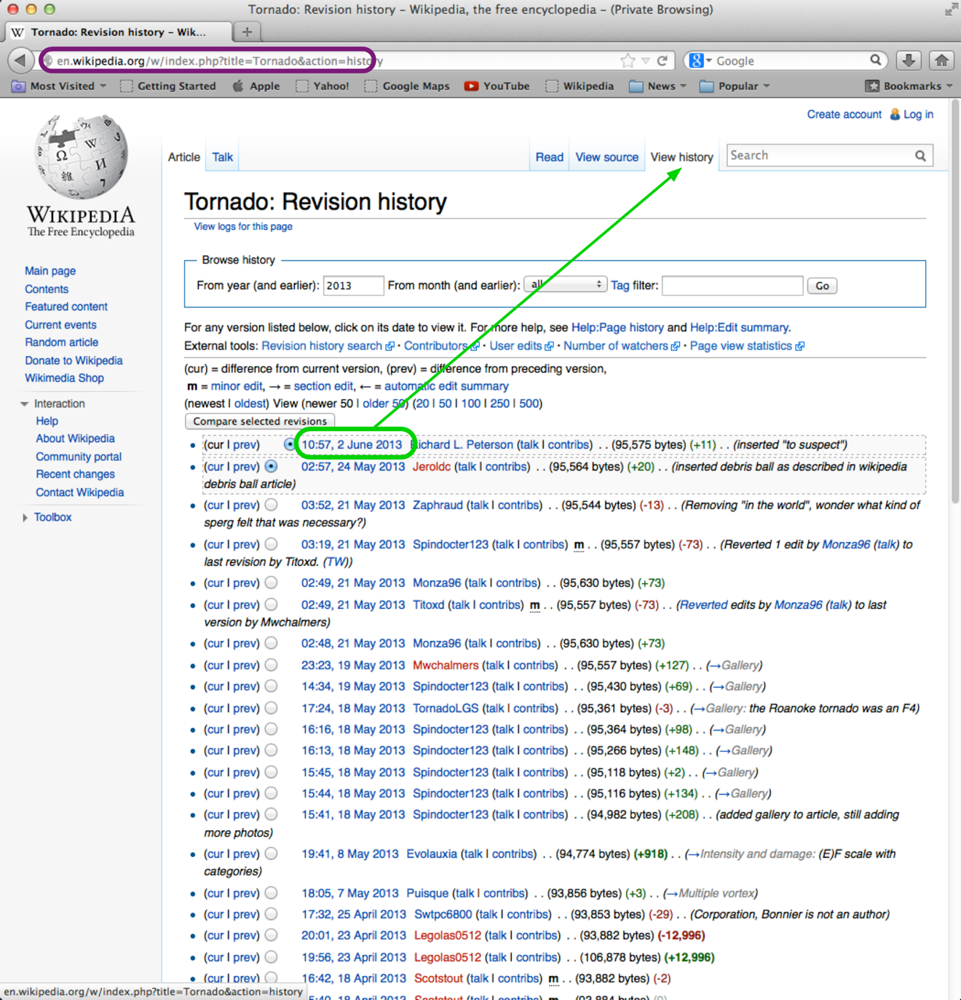 Tornado: Revision history – Wikipedia, the free encyclopedia – (Private Browsing)
W Tornado: Revision history – Wik...
en.wikipedia.org/w/index.php?title=Tornado&action=history
Google
Most Visited Getting Started Apple Yahoo! Google Maps YouTube Wikipedia News Popular Bookmarks
Create account Log in
Article Talk Read View source View history Search
WIKIPEDIA
The Free Encyclopedia
Main page
Contents
Featured content
Current events
Random article
Donate to Wikipedia
Wikimedia Shop
Interaction
Help
About Wikipedia
Community portal
Recent changes
Contact Wikipedia
Toolbox
Tornado: Revision history
View logs for this page
Browse history
From year (and earlier): 2013 From month (and earlier): all Tag filter: Go
For any version listed below, click on its date to view it. For more help, see Help:Page history and Help:Edit summary.
External tools: Revision history search · Contributors · User edits · Number of watchers · Page view statistics
(cur) = difference from current version, (prev) = difference from preceding version,
m = minor edit, → = section edit, ← = automatic edit summary
(newest | oldest) View (newer 50 | older 50) (20 | 50 | 100 | 250 | 500)
Compare selected revisions
(cur | prev) 10:57, 2 June 2013 Richard L. Peterson (talk | contribs) . . (95,575 bytes) (+11) . . (inserted "to suspect")
(cur | prev) 02:57, 24 May 2013 Jeroldc (talk | contribs) . . (95,564 bytes) (+20) . . (inserted debris ball as described in wikipedia
debris ball article)
(cur | prev) 03:52, 21 May 2013 Zaphraud (talk | contribs) . . (95,544 bytes) (-13) . . (Removing "in the world", wonder what kind of
sperg felt that was necessary?)
(cur | prev) 03:19, 21 May 2013 Spindocter123 (talk | contribs) m . . (95,557 bytes) (-73) . . (Reverted 1 edit by Monza96 (talk) to
last revision by Titoxd. (TW))
(cur | prev) 02:49, 21 May 2013 Monza96 (talk | contribs) . . (95,630 bytes) (+73)
(cur | prev) 02:49, 21 May 2013 Titoxd (talk | contribs) m . . (95,557 bytes) (-73) . . (Reverted edits by Monza96 (talk) to last
version by Mwchalmers)
(cur | prev) 02:48, 21 May 2013 Monza96 (talk | contribs) . . (95,630 bytes) (+73)
(cur | prev) 23:23, 19 May 2013 Mwchalmers (talk | contribs) . . (95,557 bytes) (+127) . . (→Gallery)
(cur | prev) 14:34, 19 May 2013 Spindocter123 (talk | contribs) . . (95,430 bytes) (+69) . . (→Gallery)
(cur | prev) 17:24, 18 May 2013 TornadoLGS (talk | contribs) . . (95,361 bytes) (-3) . . (→Gallery: the Roanoke tornado was an F4)
(cur | prev) 16:16, 18 May 2013 Spindocter123 (talk | contribs) . . (95,364 bytes) (+98) . . (→Gallery)
(cur | prev) 16:13, 18 May 2013 Spindocter123 (talk | contribs) . . (95,266 bytes) (+148) . . (→Gallery)
(cur | prev) 15:45, 18 May 2013 Spindocter123 (talk | contribs) . . (95,118 bytes) (+2) . . (→Gallery)
(cur | prev) 15:44, 18 May 2013 Spindocter123 (talk | contribs) . . (95,116 bytes) (+134) . . (→Gallery)
(cur | prev) 15:41, 18 May 2013 Spindocter123 (talk | contribs) . . (94,982 bytes) (+208) . . (added gallery to article, still adding
more photos)
(cur | prev) 19:41, 8 May 2013 Evolauxia (talk | contribs) . . (94,774 bytes) (+918) . . (→Intensity and damage: (E)F scale with
categories)
(cur | prev) 18:05, 7 May 2013 Puisque (talk | contribs) . . (93,856 bytes) (+3) . . (→Multiple vortex)
(cur | prev) 17:32, 25 April 2013 Swtpc6800 (talk | contribs) . . (93,853 bytes) (-29) . . (Corporation, Bonnier is not an author)
(cur | prev) 20:01, 23 April 2013 Legolas0512 (talk | contribs) . . (93,882 bytes) (-12,996)
(cur | prev) 19:56, 23 April 2013 Legolas0512 (talk | contribs) . . (106,878 bytes) (+12,996)
(cur | prev) 16:42, 18 April 2013 Scotstout (talk | contribs) m . . (93,882 bytes) (-2)
en.wikipedia.org/w/index.php?title=Tornado&action=history